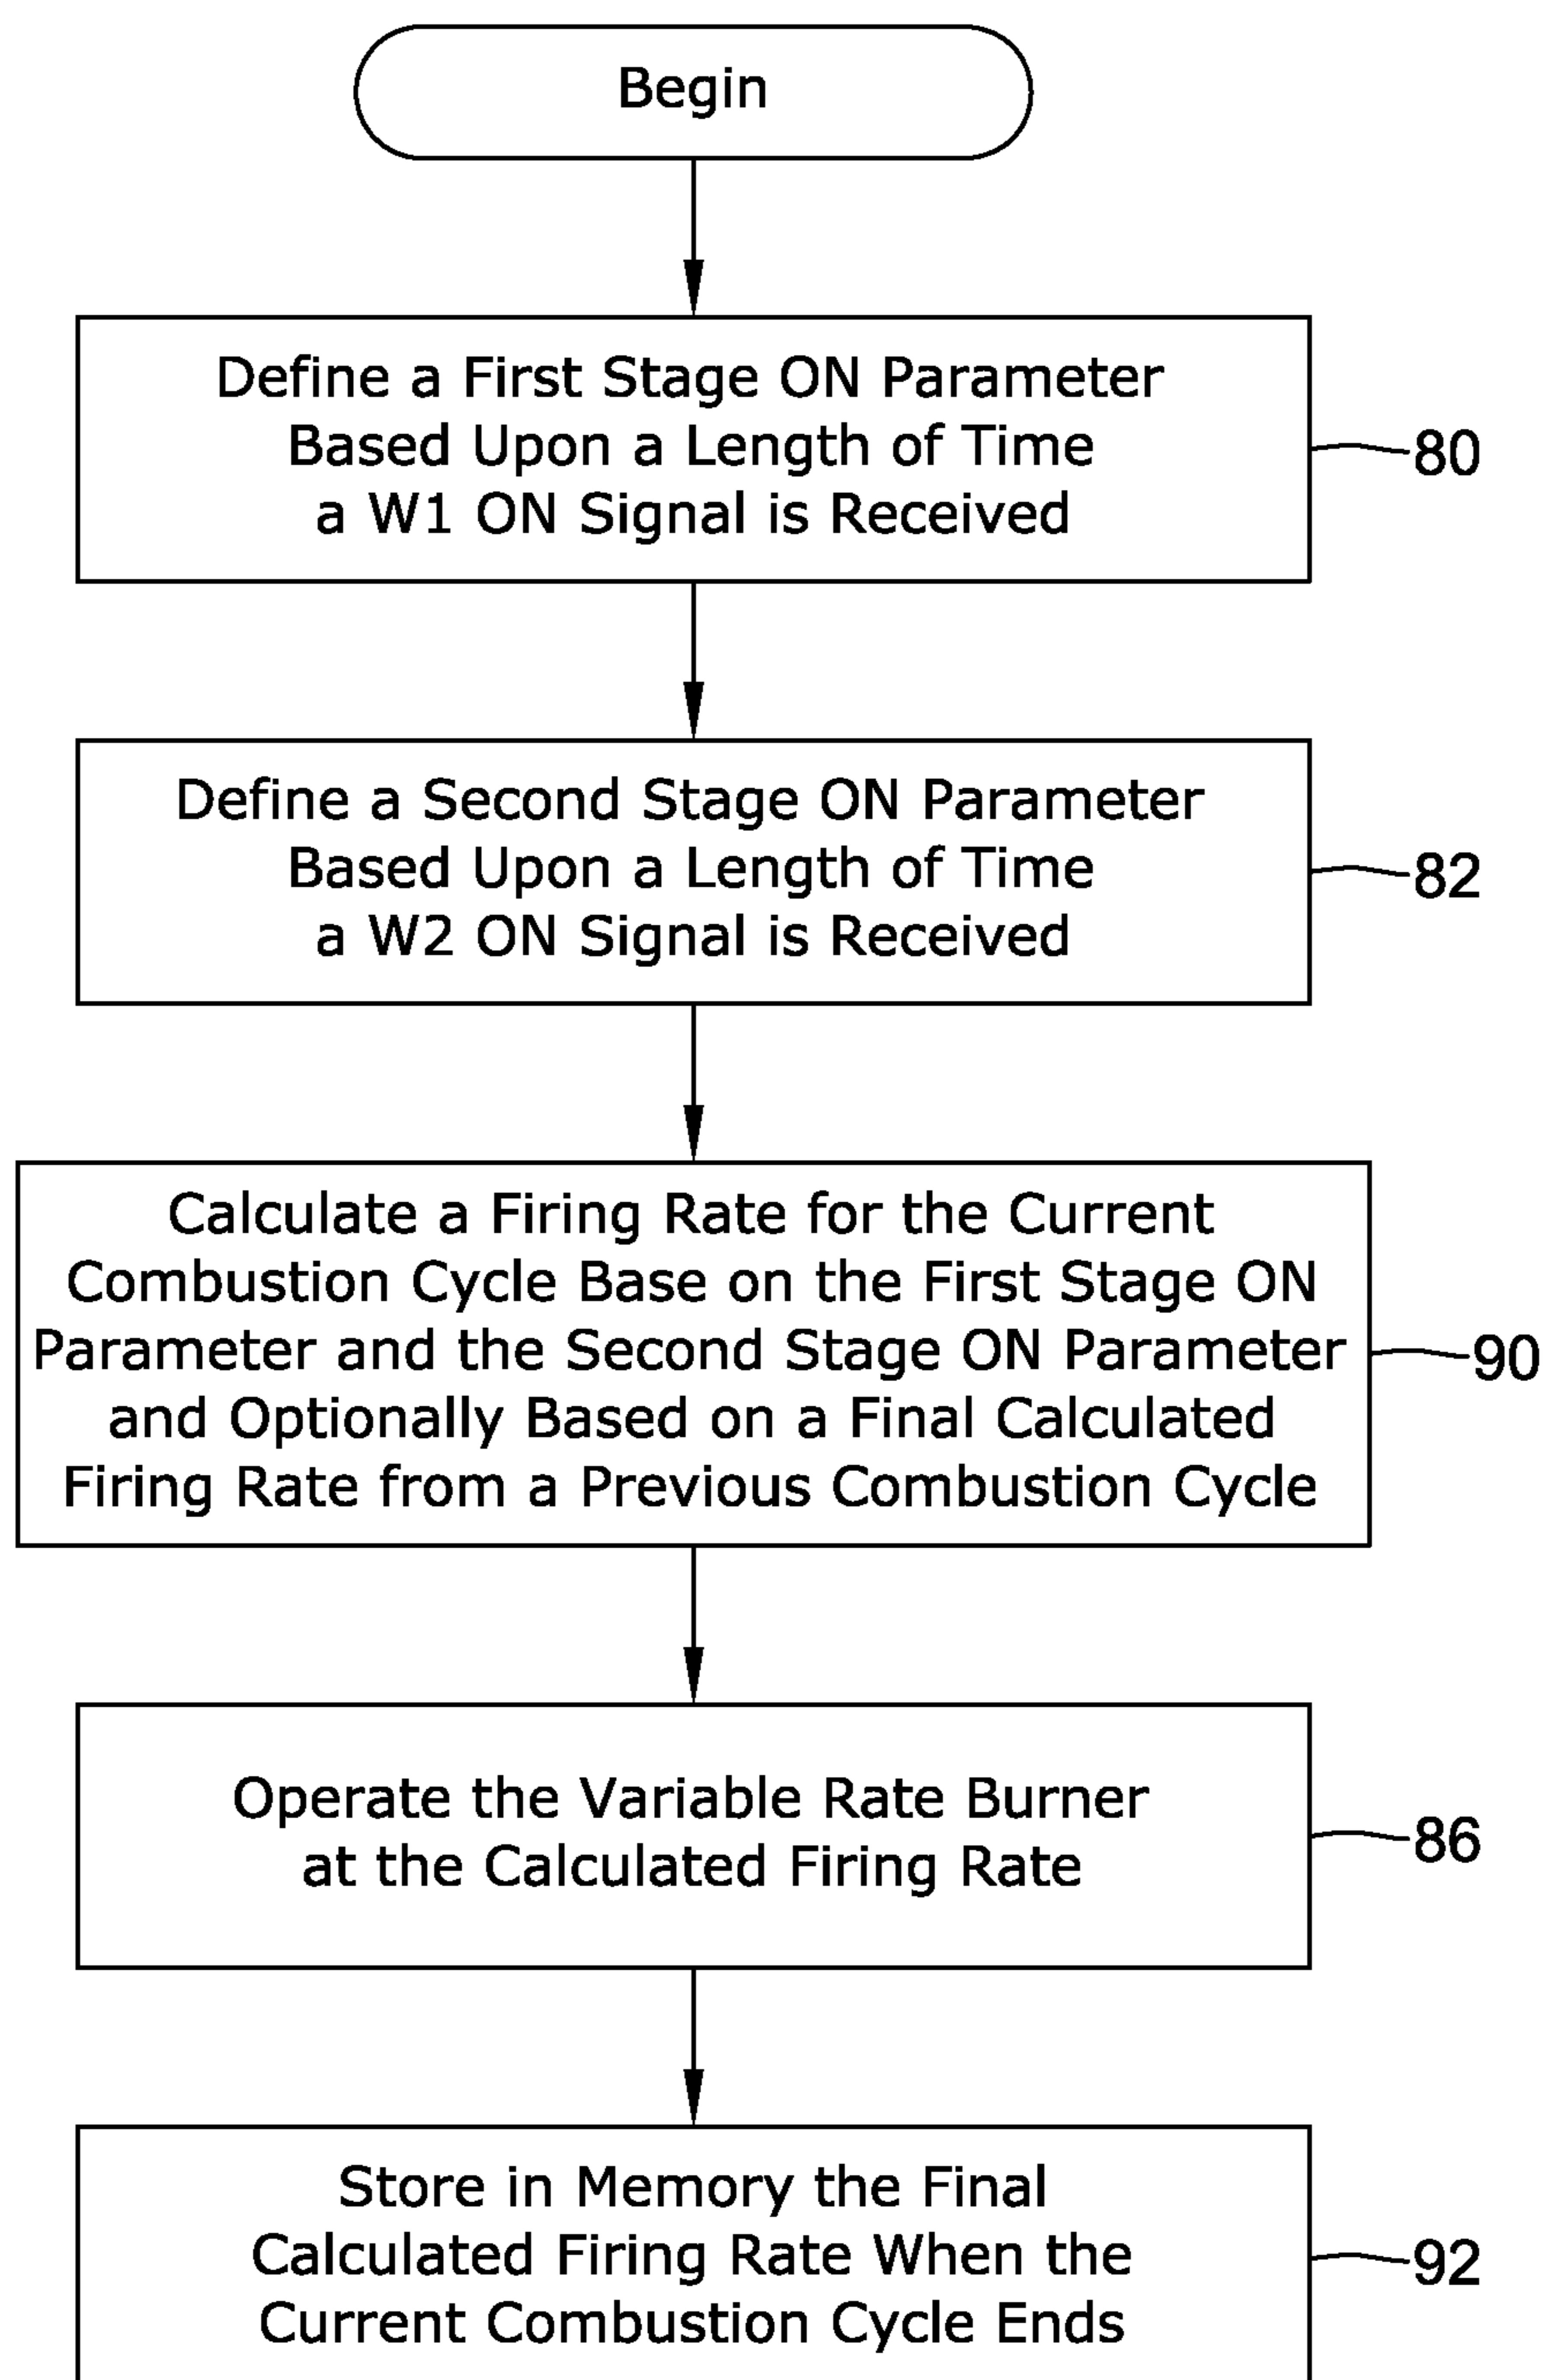 Begin
Define a First Stage ON Parameter
Based Upon a Length of Time
a W1 ON Signal is Received
80
Define a Second Stage ON Parameter
Based Upon a Length of Time
a W2 ON Signal is Received
82
Calculate a Firing Rate for the Current
Combustion Cycle Base on the First Stage ON
Parameter and the Second Stage ON Parameter
and Optionally Based on a Final Calculated
Firing Rate from a Previous Combustion Cycle
90
Operate the Variable Rate Burner
at the Calculated Firing Rate
86
Store in Memory the Final
Calculated Firing Rate When the
Current Combustion Cycle Ends
92